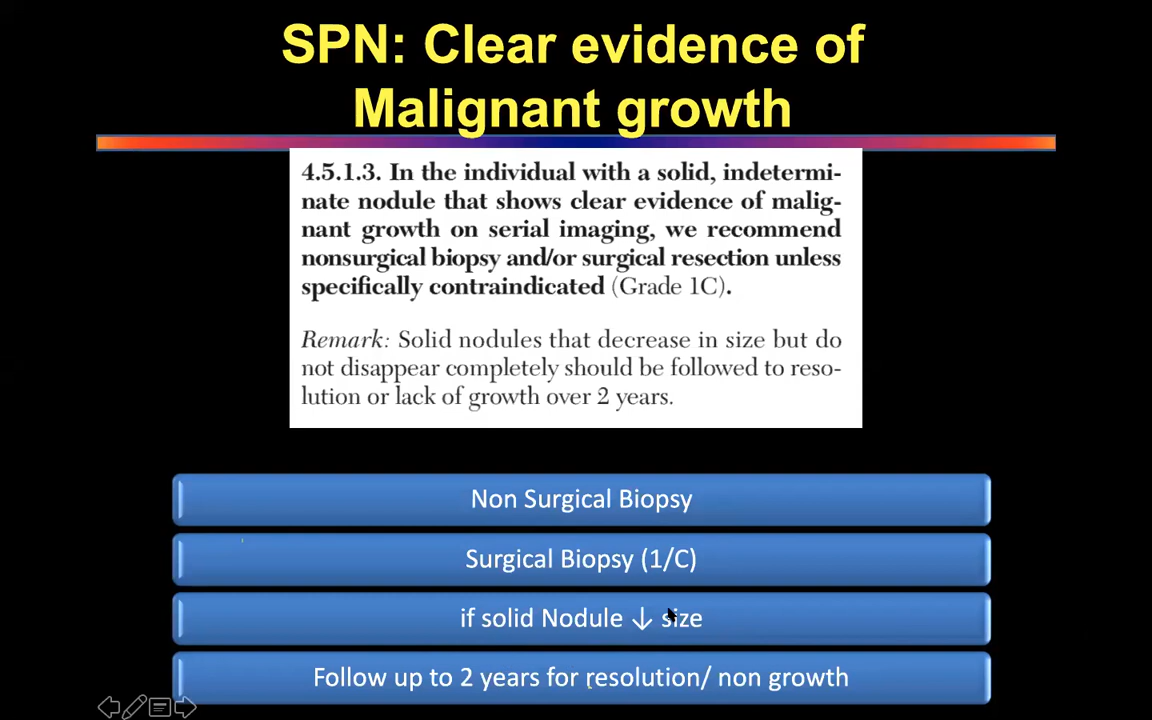 SPN: Clear evidence of
Malignant growth
4.5.1.3. In the individual with a solid, indetermi-
nate nodule that shows clear evidence of malig-
nant growth on serial imaging, we recommend
nonsurgical biopsy and/or surgical resection unless
specifically contraindicated (Grade 1C).
Remark: Solid nodules that decrease in size but do
not disappear completely should be followed to reso-
lution or lack of growth over 2 years.
Non Surgical Biopsy
Surgical Biopsy (1/C)
if solid Nodule ↓ size
Follow up to 2 years for resolution/ non growth